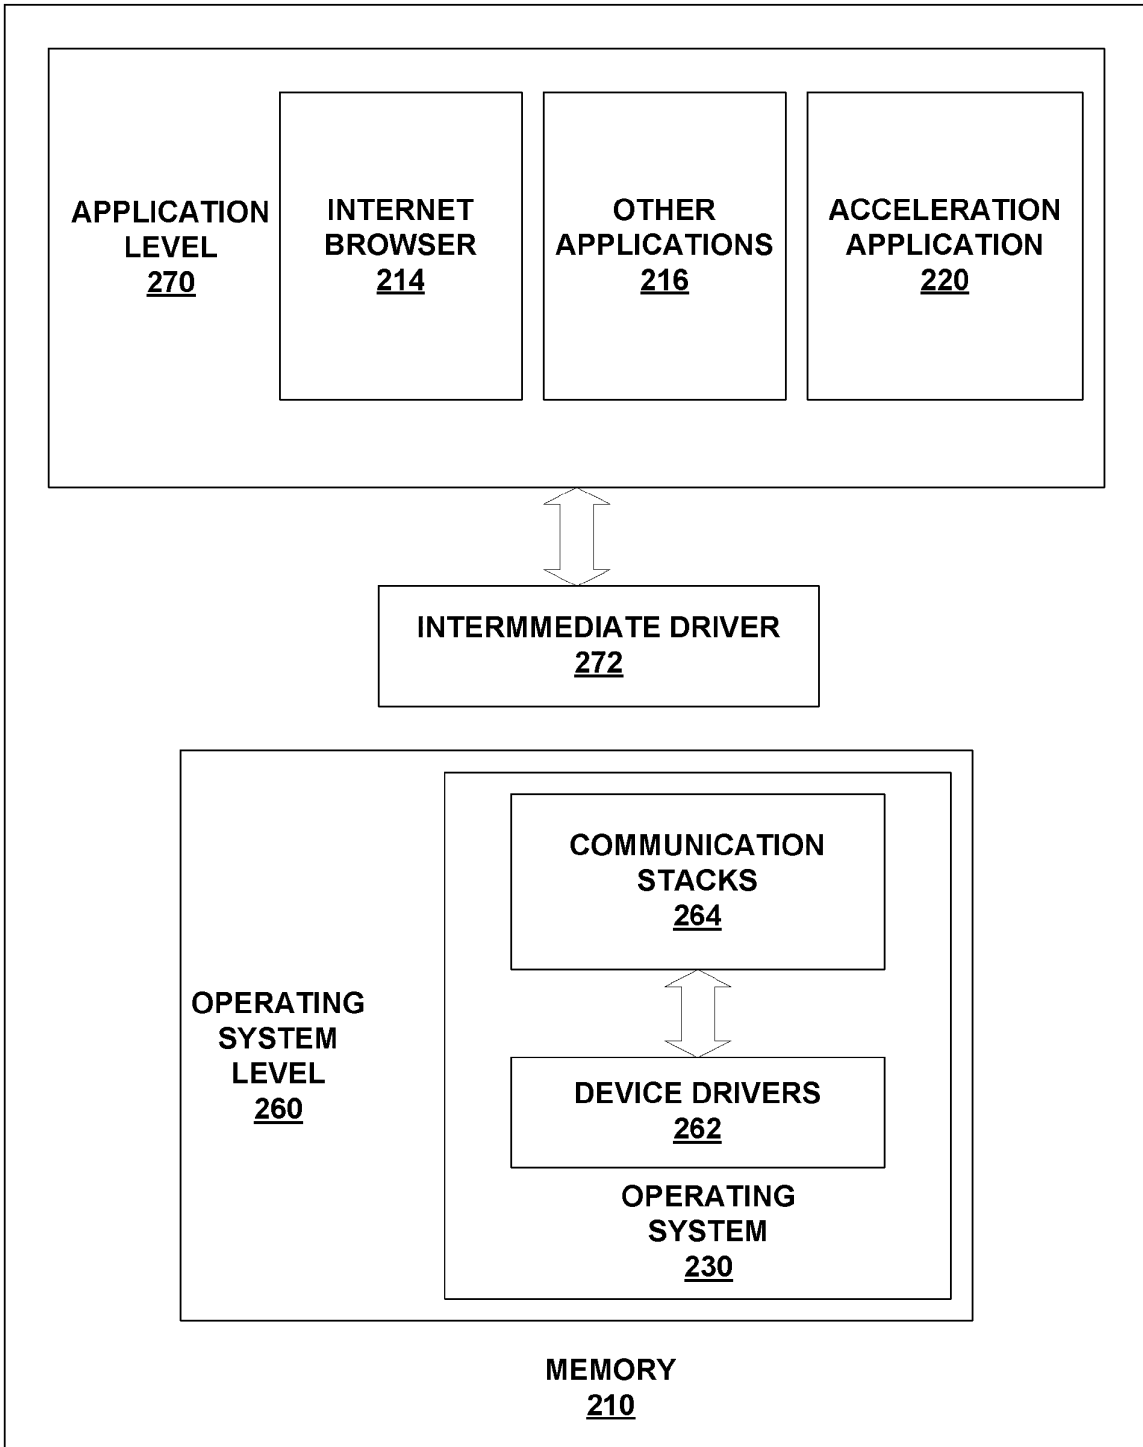 APPLICATION
LEVEL
270
INTERNET
BROWSER
214
OTHER
APPLICATIONS
216
ACCELERATION
APPLICATION
220
INTERMMEDIATE DRIVER
272
COMMUNICATION
STACKS
264
OPERATING
SYSTEM
LEVEL
260
DEVICE DRIVERS
262
OPERATING
SYSTEM
230
MEMORY
210